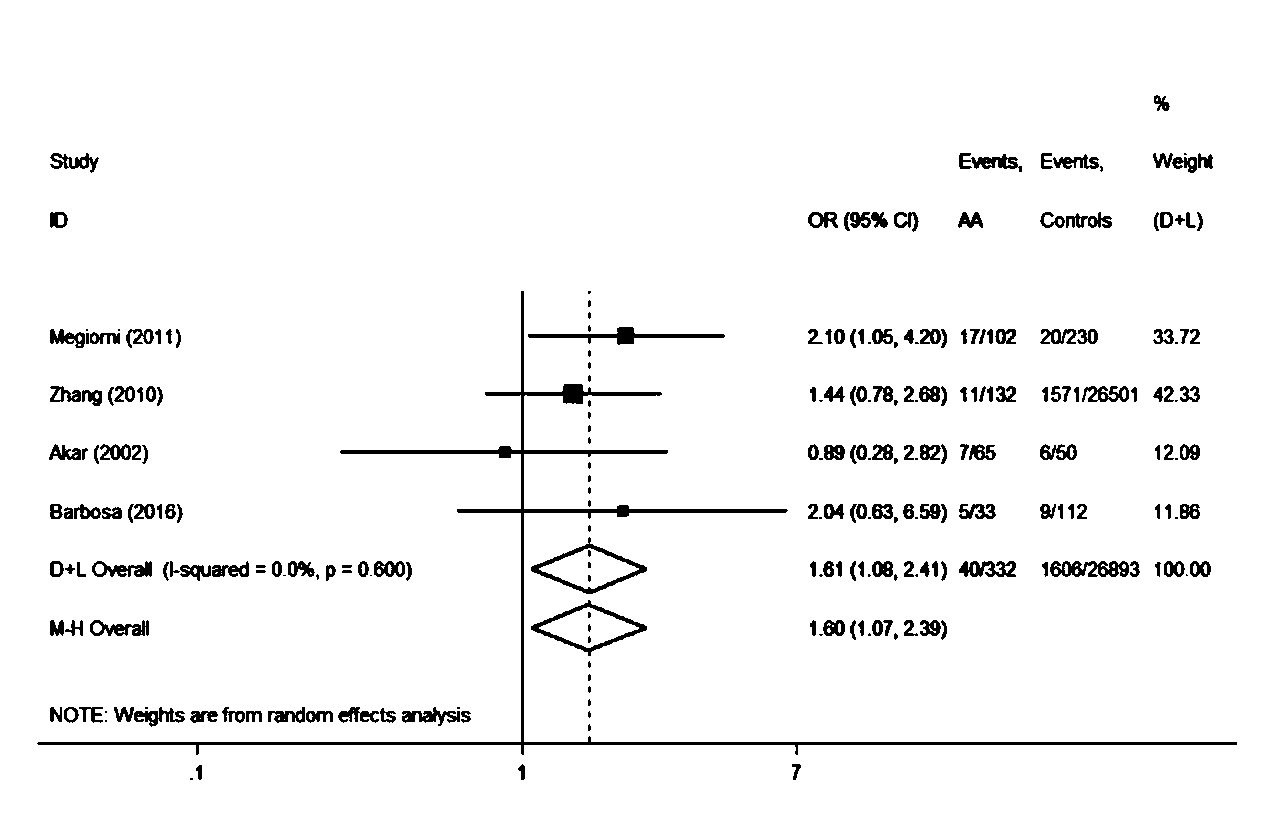 %
Study Events, Events, Weight
ID OR (95% CI) AA Controls (D+L)
Megiorni (2011) 2.10 (1.05, 4.20) 17/102 20/230 33.72
Zhang (2010) 1.44 (0.78, 2.68) 11/132 1571/26501 42.33
Akar (2002) 0.89 (0.28, 2.82) 7/65 6/50 12.09
Barbosa (2016) 2.04 (0.63, 6.59) 5/33 9/112 11.86
D+L Overall (I-squared = 0.0%, p = 0.600) 1.61 (1.08, 2.41) 40/332 1606/26893 100.00
M-H Overall 1.60 (1.07, 2.39)
NOTE: Weights are from random effects analysis
.1 1 7